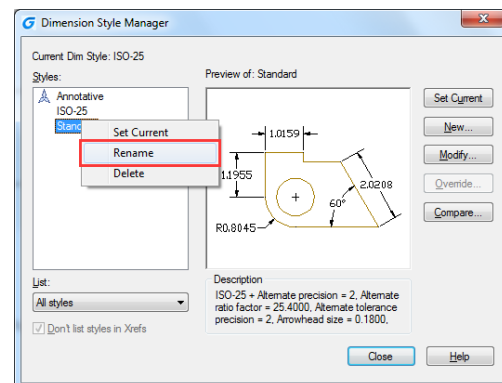 Dimension Style Manager
Current Dim Style: ISO-25
Styles:
Annotative
ISO-25
Set Current
Rename
Delete
List:
All styles
Don't list styles in Xrefs
Preview of: Standard
1.0159
1.1955
2.0208
60°
R0.8045
Description
ISO-25 + Alternate precision = 2, Alternate
ratio factor = 25.4000, Alternate tolerance
precision = 2, Arrowhead size = 0.1800,
Set Current
New...
Modify...
Override...
Compare...
Close
Help